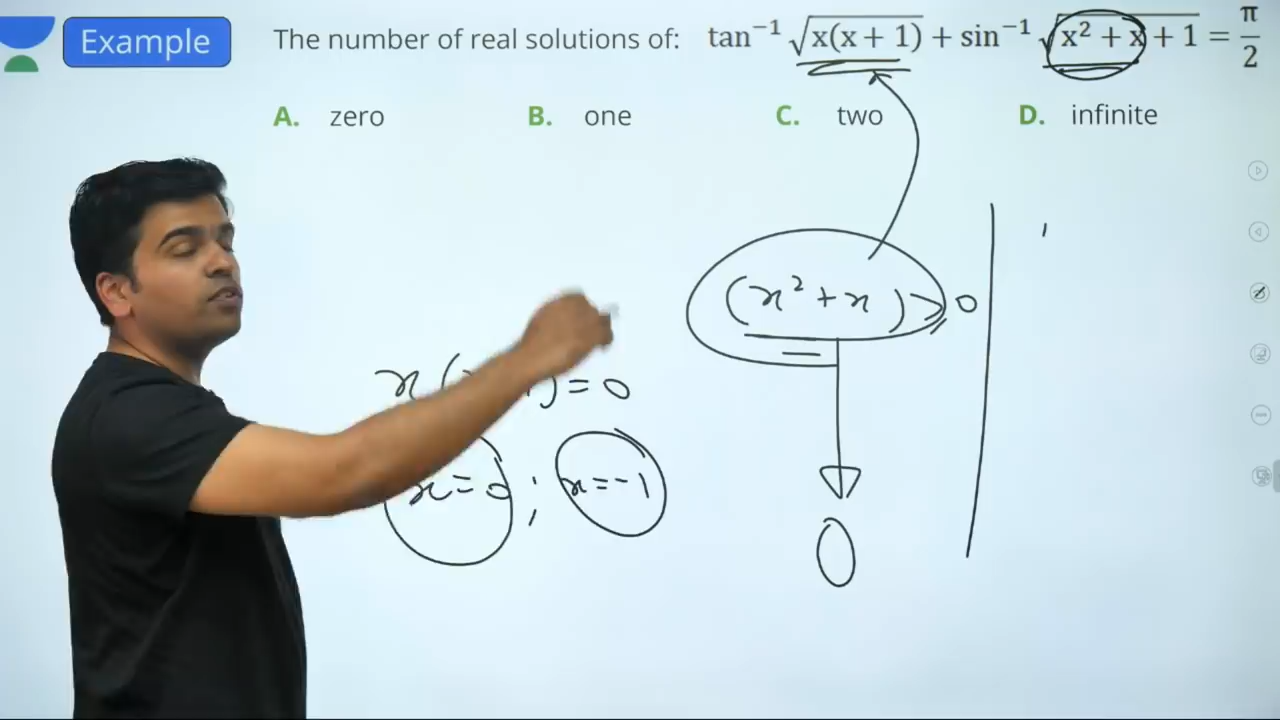 Example The number of real solutions of: tan⁻¹ √x(x + 1) + sin⁻¹ √x² + x + 1 = π/2
A. zero B. one C. two D. infinite
(x² + x) ≥ 0
x ( ) = 0
x = 0 ; x = -1
0